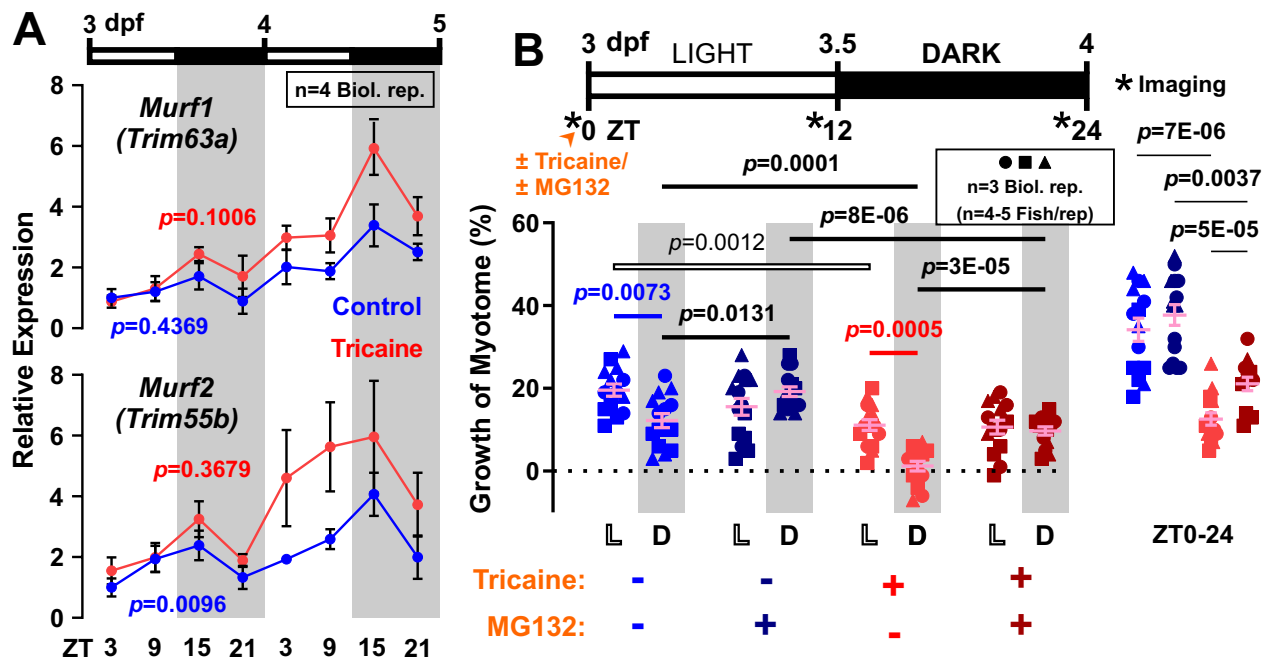 A
3 dpf 4 5
n=4 Biol. rep.
8
6
4
2
0
Murf1
(Trim63a)
p=0.1006
p=0.4369
Control
Tricaine
Relative Expression
8
6
4
2
0
Murf2
(Trim55b)
p=0.3679
p=0.0096
ZT 3 9 15 21 3 9 15 21
B
3 dpf LIGHT 3.5 DARK 4
* Imaging
*0 ZT *12 *24
± Tricaine/
± MG132
n=3 Biol. rep.
(n=4-5 Fish/rep)
p=7E-06
p=0.0037
p=5E-05
p=0.0001
p=8E-06
p=0.0012
p=3E-05
p=0.0073
p=0.0131
p=0.0005
Growth of Myotome (%)
60
40
20
0
L D L D L D L D
ZT0-24
Tricaine: - - + +
MG132: - + - +